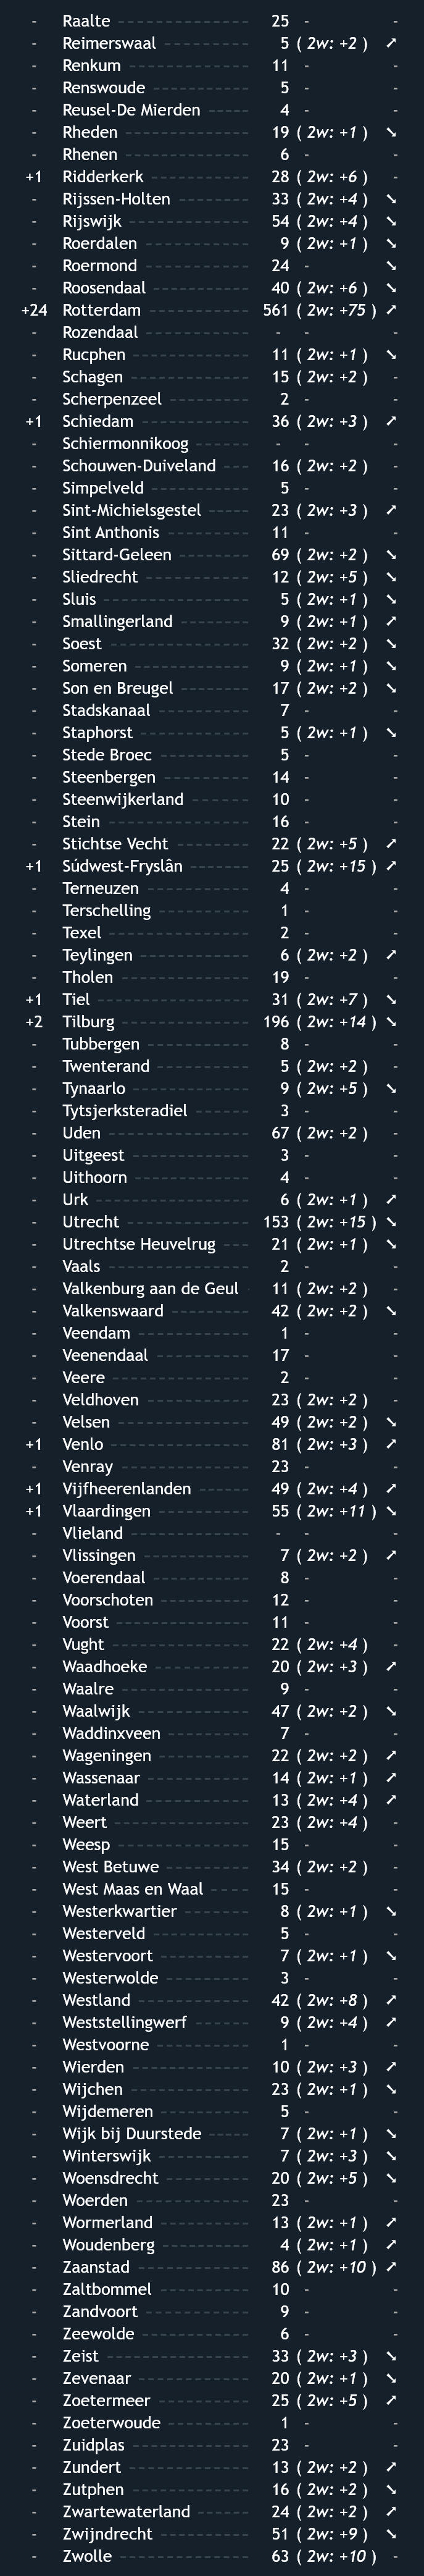 - Raalte 25 - -
- Reimerswaal 5 ( 2w: +2 ) ↗
- Renkum 11 - -
- Renswoude 5 - -
- Reusel-De Mierden 4 - -
- Rheden 19 ( 2w: +1 ) ↘
- Rhenen 6 - -
+1 Ridderkerk 28 ( 2w: +6 ) -
- Rijssen-Holten 33 ( 2w: +4 ) ↘
- Rijswijk 54 ( 2w: +4 ) ↘
- Roerdalen 9 ( 2w: +1 ) ↘
- Roermond 24 - ↘
- Roosendaal 40 ( 2w: +6 ) ↘
+24 Rotterdam 561 ( 2w: +75 ) ↗
- Rozendaal - - -
- Rucphen 11 ( 2w: +1 ) ↘
- Schagen 15 ( 2w: +2 ) -
- Scherpenzeel 2 - -
+1 Schiedam 36 ( 2w: +3 ) ↗
- Schiermonnikoog - - -
- Schouwen-Duiveland 16 ( 2w: +2 ) -
- Simpelveld 5 - -
- Sint-Michielsgestel 23 ( 2w: +3 ) ↗
- Sint Anthonis 11 - -
- Sittard-Geleen 69 ( 2w: +2 ) ↘
- Sliedrecht 12 ( 2w: +5 ) ↘
- Sluis 5 ( 2w: +1 ) ↘
- Smallingerland 9 ( 2w: +1 ) ↗
- Soest 32 ( 2w: +2 ) ↘
- Someren 9 ( 2w: +1 ) ↘
- Son en Breugel 17 ( 2w: +2 ) ↘
- Stadskanaal 7 - -
- Staphorst 5 ( 2w: +1 ) ↘
- Stede Broec 5 - -
- Steenbergen 14 - -
- Steenwijkerland 10 - -
- Stein 16 - -
- Stichtse Vecht 22 ( 2w: +5 ) ↗
+1 Súdwest-Fryslân 25 ( 2w: +15 ) ↗
- Terneuzen 4 - -
- Terschelling 1 - -
- Texel 2 - -
- Teylingen 6 ( 2w: +2 ) ↗
- Tholen 19 - -
+1 Tiel 31 ( 2w: +7 ) ↘
+2 Tilburg 196 ( 2w: +14 ) ↘
- Tubbergen 8 - -
- Twenterand 5 ( 2w: +2 ) -
- Tynaarlo 9 ( 2w: +5 ) ↘
- Tytsjerksteradiel 3 - -
- Uden 67 ( 2w: +2 ) -
- Uitgeest 3 - -
- Uithoorn 4 - -
- Urk 6 ( 2w: +1 ) ↗
- Utrecht 153 ( 2w: +15 ) ↘
- Utrechtse Heuvelrug 21 ( 2w: +1 ) ↘
- Vaals 2 - -
- Valkenburg aan de Geul 11 ( 2w: +2 ) -
- Valkenswaard 42 ( 2w: +2 ) ↘
- Veendam 1 - -
- Veenendaal 17 - -
- Veere 2 - -
- Veldhoven 23 ( 2w: +2 ) -
- Velsen 49 ( 2w: +2 ) ↘
+1 Venlo 81 ( 2w: +3 ) ↗
- Venray 23 - -
+1 Vijfheerenlanden 49 ( 2w: +4 ) ↗
+1 Vlaardingen 55 ( 2w: +11 ) ↘
- Vlieland - - -
- Vlissingen 7 ( 2w: +2 ) ↗
- Voerendaal 8 - -
- Voorschoten 12 - -
- Voorst 11 - -
- Vught 22 ( 2w: +4 ) -
- Waadhoeke 20 ( 2w: +3 ) ↗
- Waalre 9 - -
- Waalwijk 47 ( 2w: +2 ) ↘
- Waddinxveen 7 - -
- Wageningen 22 ( 2w: +2 ) ↗
- Wassenaar 14 ( 2w: +1 ) ↗
- Waterland 13 ( 2w: +4 ) ↗
- Weert 23 ( 2w: +4 ) -
- Weesp 15 - -
- West Betuwe 34 ( 2w: +2 ) -
- West Maas en Waal 15 - -
- Westerkwartier 8 ( 2w: +1 ) ↘
- Westerveld 5 - -
- Westervoort 7 ( 2w: +1 ) ↘
- Westerwolde 3 - -
- Westland 42 ( 2w: +8 ) ↗
- Weststellingwerf 9 ( 2w: +4 ) ↗
- Westvoorne 1 - -
- Wierden 10 ( 2w: +3 ) ↗
- Wijchen 23 ( 2w: +1 ) ↘
- Wijdemeren 5 - -
- Wijk bij Duurstede 7 ( 2w: +1 ) ↘
- Winterswijk 7 ( 2w: +3 ) ↘
- Woensdrecht 20 ( 2w: +5 ) ↘
- Woerden 23 - -
- Wormerland 13 ( 2w: +1 ) ↗
- Woudenberg 4 ( 2w: +1 ) ↗
- Zaanstad 86 ( 2w: +10 ) ↗
- Zaltbommel 10 - -
- Zandvoort 9 - -
- Zeewolde 6 - -
- Zeist 33 ( 2w: +3 ) ↘
- Zevenaar 20 ( 2w: +1 ) ↘
- Zoetermeer 25 ( 2w: +5 ) ↗
- Zoeterwoude 1 - -
- Zuidplas 23 - -
- Zundert 13 ( 2w: +2 ) ↗
- Zutphen 16 ( 2w: +2 ) ↘
- Zwartewaterland 24 ( 2w: +2 ) ↗
- Zwijndrecht 51 ( 2w: +9 ) ↘
- Zwolle 63 ( 2w: +10 ) -